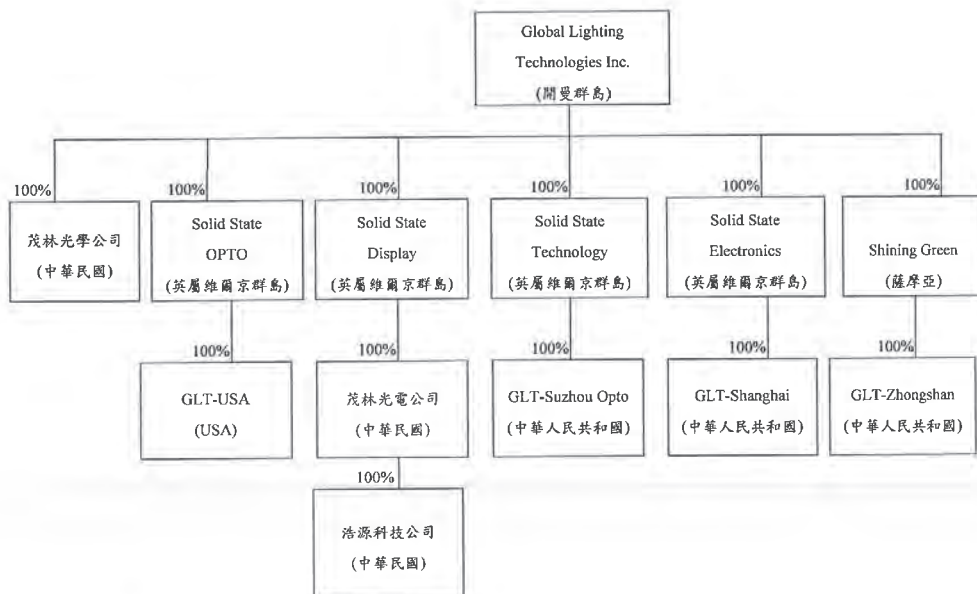 Global Lighting
Technologies Inc.
(開曼群島)
100%
100%
100%
100%
100%
100%
茂林光學公司
(中華民國)
Solid State
OPTO
(英屬維爾京群島)
Solid State
Display
(英屬維爾京群島)
Solid State
Technology
(英屬維爾京群島)
Solid State
Electronics
(英屬維爾京群島)
Shining Green
(薩摩亞)
100%
100%
100%
100%
100%
GLT-USA
(USA)
茂林光電公司
(中華民國)
GLT-Suzhou Opto
(中華人民共和國)
GLT-Shanghai
(中華人民共和國)
GLT-Zhongshan
(中華人民共和國)
100%
浩源科技公司
(中華民國)